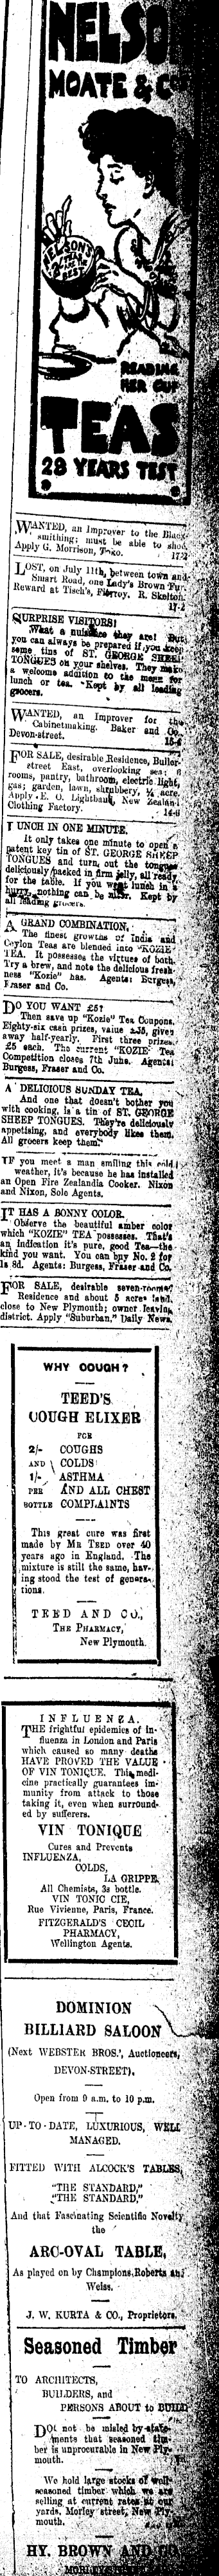 NELSO
MOATE & CO
NELSON'S
THE
BEST
READING
HER CUP
TEAS
28 YEARS TEST
WANTED, an Improver to the Black-
smithing; must be able to shoe.
Apply G. Morrison, 17-2
LOST, on July 11th, between town and
Smart Road, one Lady's Brown Fur.
Reward at Tisch's, Fitzroy. R. Skelton.
17-2
SURPRISE VISITORS!
What a nuisance they are! But
you can always be prepared if you keep
some tins of ST. GEORGE SHEEP
TONGUES on your shelves. They make
a welcome addition to the menu for
lunch or tea. Kept by all leading
grocers.
WANTED, an Improver for the
Cabinetmaking. Baker and Co.,
Devon-street.
FOR SALE, desirable Residence, Buller
street East, overlooking sea; 6
rooms, pantry, bathroom, electric light,
gas; garden, lawn, shrubbery, ¼ acre.
Apply E. O. Lightband, New Zealand
Clothing Factory.
LUNCH IN ONE MINUTE.
It only takes one minute to open a
patent key tin of ST. GEORGE SHEEP
TONGUES and turn out the tongues
deliciously packed in firm jelly, all ready
for the table. If you want lunch in a
hurry, nothing can be nicer. Kept by
all leading grocers.
A GRAND COMBINATION.
The finest growths of India and
Ceylon Teas are blended into "KOZIE"
TEA. It possesses the virtues of both.
Try a brew, and note the delicious fresh-
ness "Kozie" has. Agents: Burgess,
Fraser and Co.
DO YOU WANT £5?
Then save up "Kozie" Tea Coupons
Eighty-six cash prizes, value £35, given
away half-yearly. First three prizes
£5 each. The current "KOZIE" Tea
Competition closes 7th June. Agents:
Burgess, Fraser and Co.
A DELICIOUS SUNDAY TEA.
And one that doesn't bother you
with cooking, is a tin of ST. GEORGE
SHEEP TONGUES. They're deliciously
appetising, and everybody likes them.
All grocers keep them.
IF you meet a man smiling this cold
weather, it's because he has installed
an Open Fire Zealandia Cooker. Nixon
and Nixon, Sole Agents.
IT HAS A BONNY COLOR.
Observe the beautiful amber color
which "KOZIE" TEA possesses. That's
an indication it's pure, good Tea—the
kind you want. You can buy No. 2 for
1s 8d. Agents: Burgess, Fraser and Co.
FOR SALE, desirable seven-roomed
Residence and about 5 acres land,
close to New Plymouth; owner leaving
district. Apply "Suburban," Daily News.
WHY COUGH?
TEED'S
COUGH ELIXER
FOR
2/- COUGHS
AND COLDS
1/- ASTHMA
PER AND ALL CHEST
BOTTLE COMPLAINTS
This great cure was first
made by MR TEED over 40
years ago in England. The
mixture is still the same, hav-
ing stood the test of genera-
tions.
TEED AND CO.,
THE PHARMACY,
New Plymouth.
INFLUENZA.
THE frightful epidemics of In-
fluenza in London and Paris
which caused so many deaths
HAVE PROVED THE VALUE
OF VIN TONIQUE. This medi-
cine practically guarantees im-
munity from attack to those
taking it, even when surround-
ed by sufferers.
VIN TONIQUE
Cures and Prevents
INFLUENZA,
COLDS,
LA GRIPPE,
All Chemists, 3s bottle.
VIN TONIC CIE,
Rue Vivienne, Paris, France.
FITZGERALD'S CECIL
PHARMACY,
Wellington Agents.
DOMINION
BILLIARD SALOON
(Next WEBSTER BROS.', Auctioneers,
DEVON-STREET),
Open from 9 a.m. to 10 p.m.
UP-TO-DATE, LUXURIOUS, WELL
MANAGED.
FITTED WITH ALCOCK'S TABLES,
"THE STANDARD,"
"THE STANDARD,"
And that Fascinating Scientific Novelty
the
ARC-OVAL TABLE,
As played on by Champions Roberts and
Weiss.
J. W. KURTA & CO., Proprietors.
Seasoned Timber
TO ARCHITECTS,
BUILDERS, and
PERSONS ABOUT to BUILD
DO not be misled by state-
ments that seasoned tim-
ber is unprocurable in New Ply-
mouth.
We hold large stocks of well-
seasoned timber which we are
selling at current rates at our
yards, Morley street, New Ply-
mouth.
HY. BROWN AND CO.